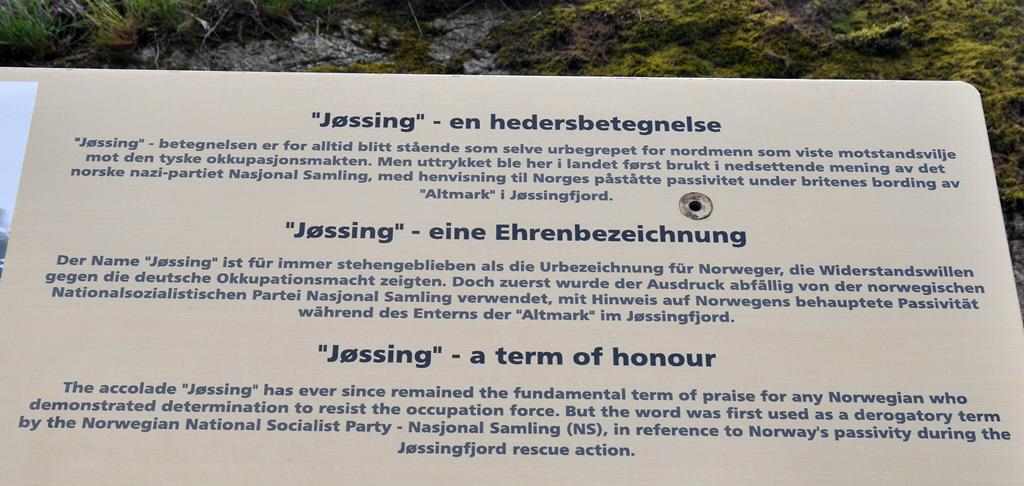 "Jøssing" - en hedersbetegnelse
"Jøssing" - betegnelsen er for alltid blitt stående som selve urbegrepet for nordmenn som viste motstandsvilje
mot den tyske okkupasjonsmakten. Men uttrykket ble her i landet først brukt i nedsettende mening av det
norske nazi-partiet Nasjonal Samling, med henvisning til Norges påståtte passivitet under britenes bording av
"Altmark" i Jøssingfjord.
"Jøssing" - eine Ehrenbezeichnung
Der Name "Jøssing" ist für immer stehengeblieben als die Urbezeichnung für Norweger, die Widerstandswillen
gegen die deutsche Okkupationsmacht zeigten. Doch zuerst wurde der Ausdruck abfällig von der norwegischen
Nationalsozialistischen Partei Nasjonal Samling verwendet, mit Hinweis auf Norwegens behauptete Passivität
während des Enterns der "Altmark" im Jøssingfjord.
"Jøssing" - a term of honour
The accolade "Jøssing" has ever since remained the fundamental term of praise for any Norwegian who
demonstrated determination to resist the occupation force. But the word was first used as a derogatory term
by the Norwegian National Socialist Party - Nasjonal Samling (NS), in reference to Norway's passivity during the
Jøssingfjord rescue action.